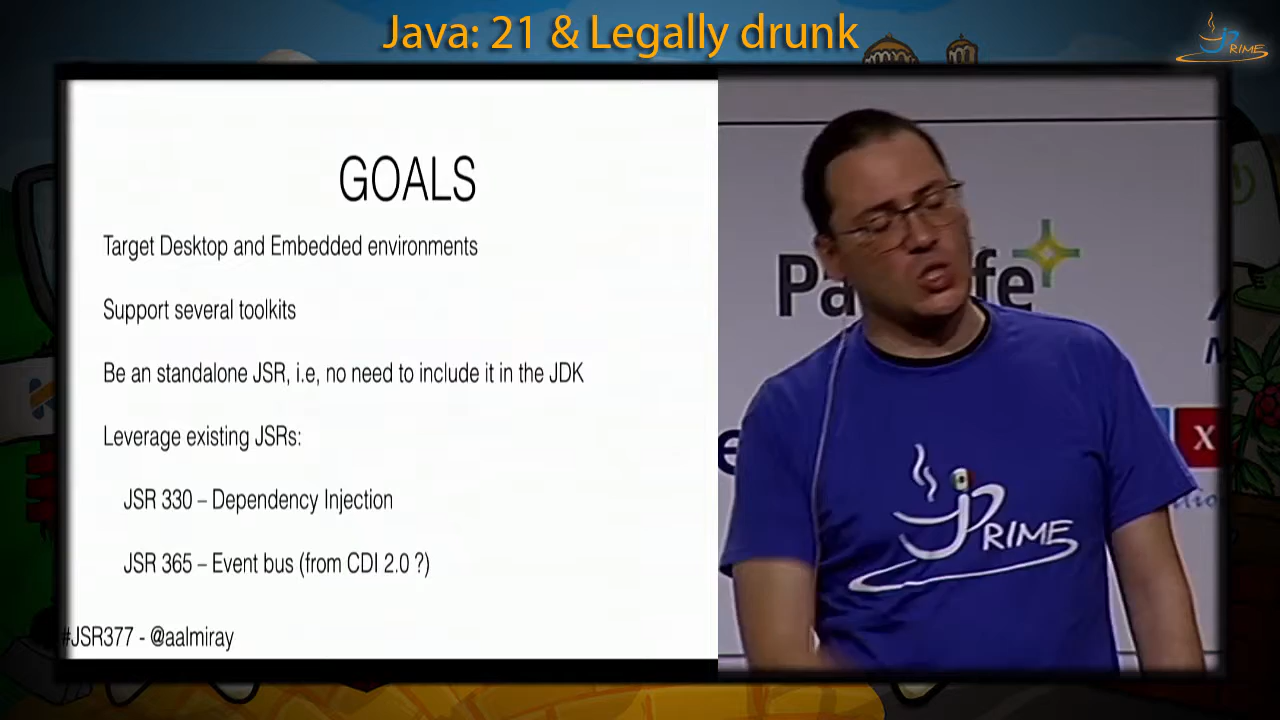 Java: 21 & Legally drunk
JPRIME
GOALS
Target Desktop and Embedded environments
Support several toolkits
Be an standalone JSR, i.e, no need to include it in the JDK
Leverage existing JSRs:
JSR 330 – Dependency Injection
JSR 365 – Event bus (from CDI 2.0 ?)
#JSR377 - @aalmiray
JPRIME
X